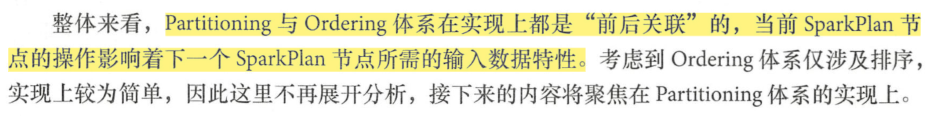 整体来看，Partitioning 与 Ordering 体系在实现上都是“前后关联”的，当前 SparkPlan 节
点的操作影响着下一个 SparkPlan 节点所需的输入数据特性。考虑到 Ordering 体系仅涉及排序，
实现上较为简单，因此这里不再展开分析，接下来的内容将聚焦在 Partitioning 体系的实现上。